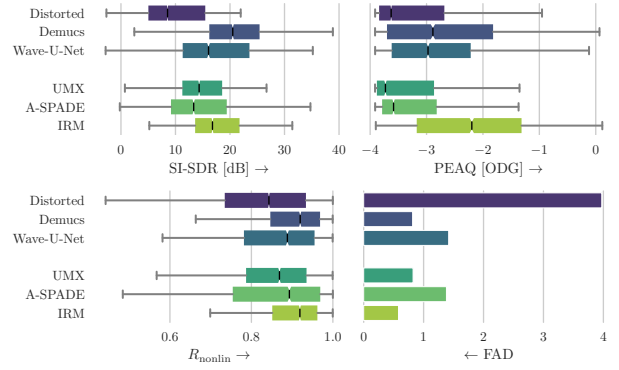 Distorted
Demucs
Wave-U-Net
UMX
A-SPADE
IRM
0 10 20 30 40
SI-SDR [dB] →
−4 −3 −2 −1 0
PEAQ [ODG] →
Distorted
Demucs
Wave-U-Net
UMX
A-SPADE
IRM
0.6 0.8 1.0
R_nonlin →
0 1 2 3 4
← FAD